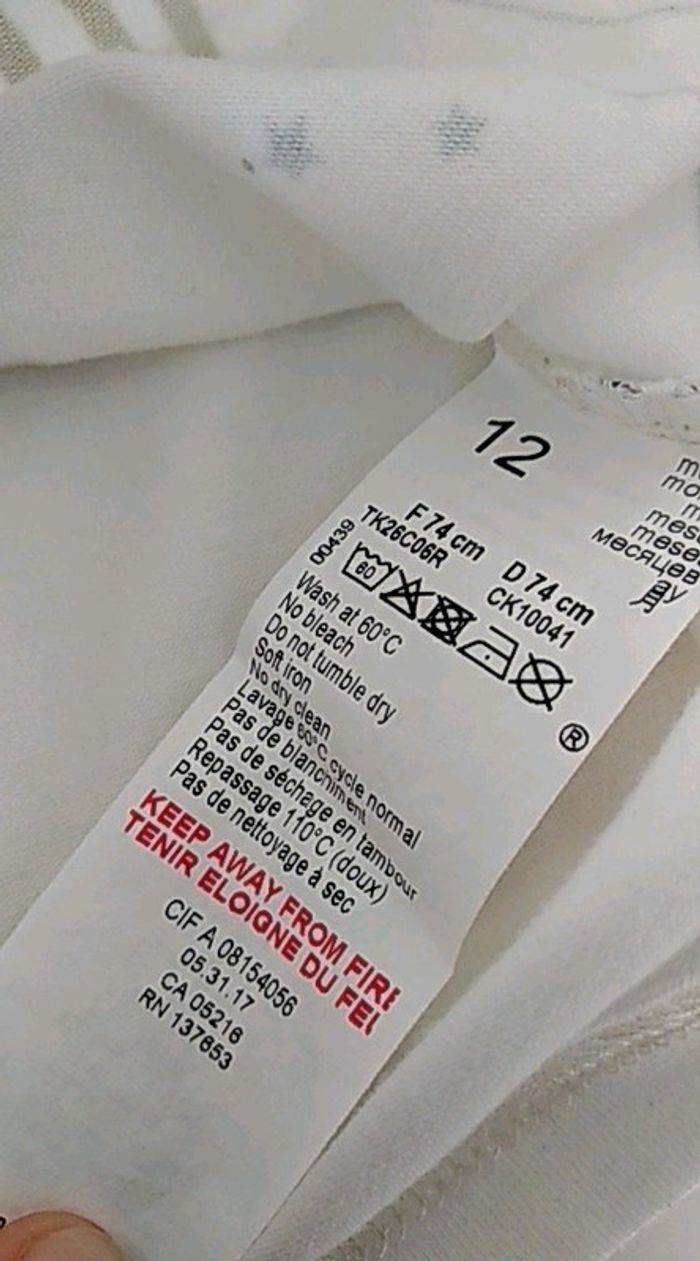 12
F 74 cm D 74 cm
TK26C06R CK10041
00439
60
®
Wash at 60°C
No bleach
Do not tumble dry
Soft iron
No dry clean
Lavage 60°C cycle normal
Pas de blanchiment
Pas de séchage en tambour
Repassage 110°C (doux)
Pas de nettoyage à sec
KEEP AWAY FROM FIRE
TENIR ELOIGNE DU FEU
CIF A 08154056
05.31.17
CA 05216
RN 137653
месяцев
ay